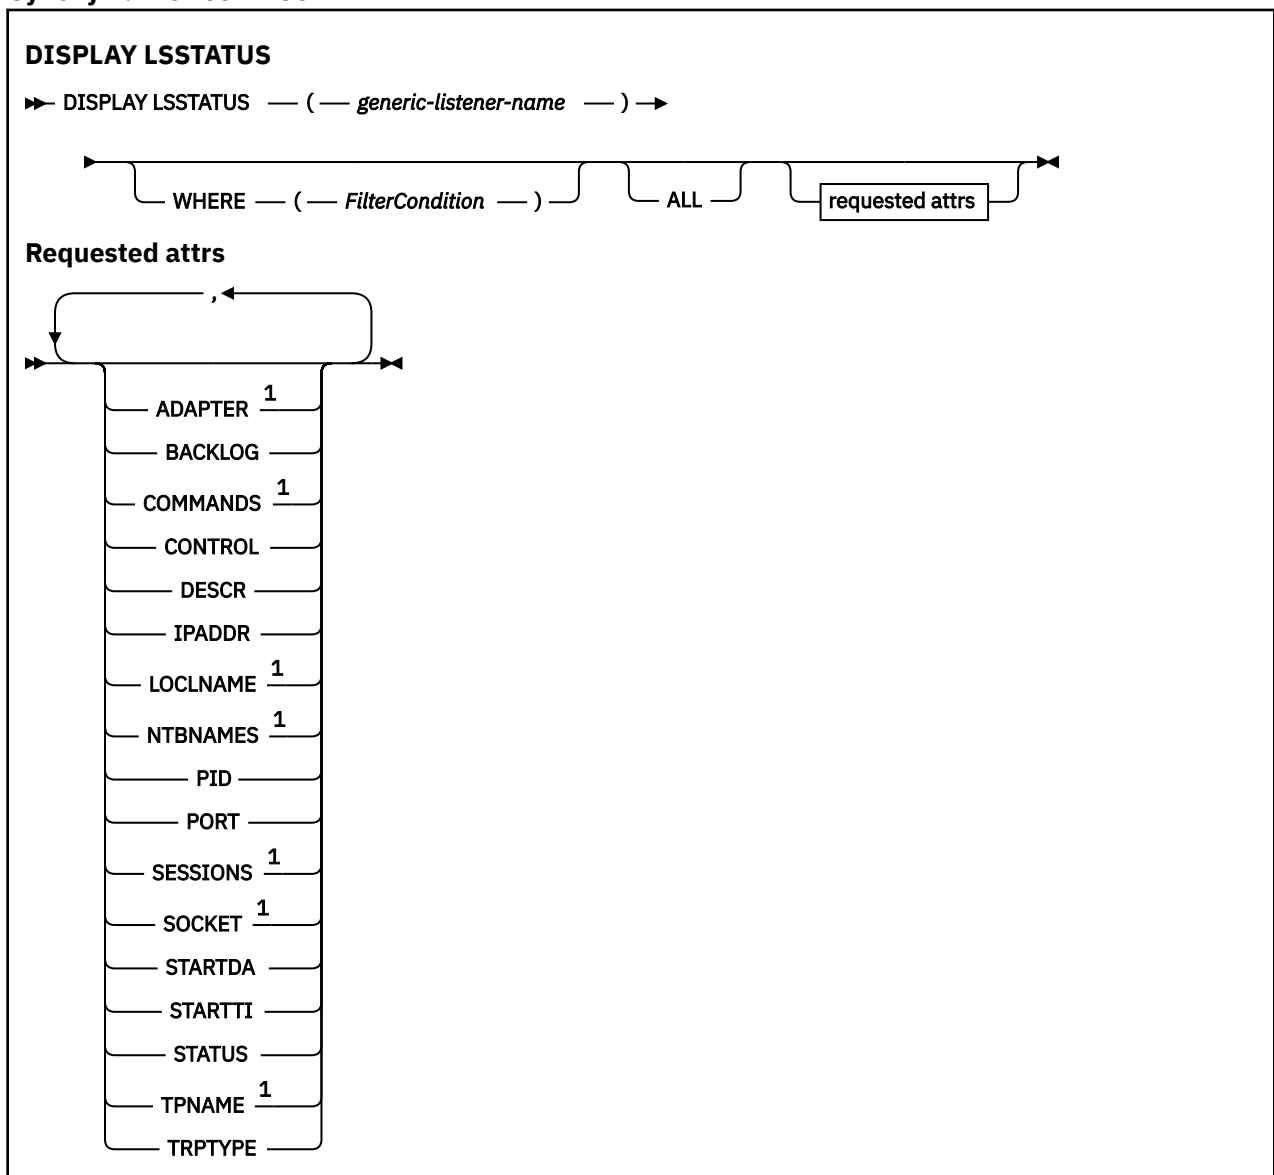 DISPLAY LSSTATUS
DISPLAY LSSTATUS ( generic-listener-name )
WHERE ( FilterCondition ) ALL requested attrs
Requested attrs
,
ADAPTER 1
BACKLOG
COMMANDS 1
CONTROL
DESCR
IPADDR
LOCLNAME 1
NTBNAMES 1
PID
PORT
SESSIONS 1
SOCKET 1
STARTDA
STARTTI
STATUS
TPNAME 1
TRPTYPE